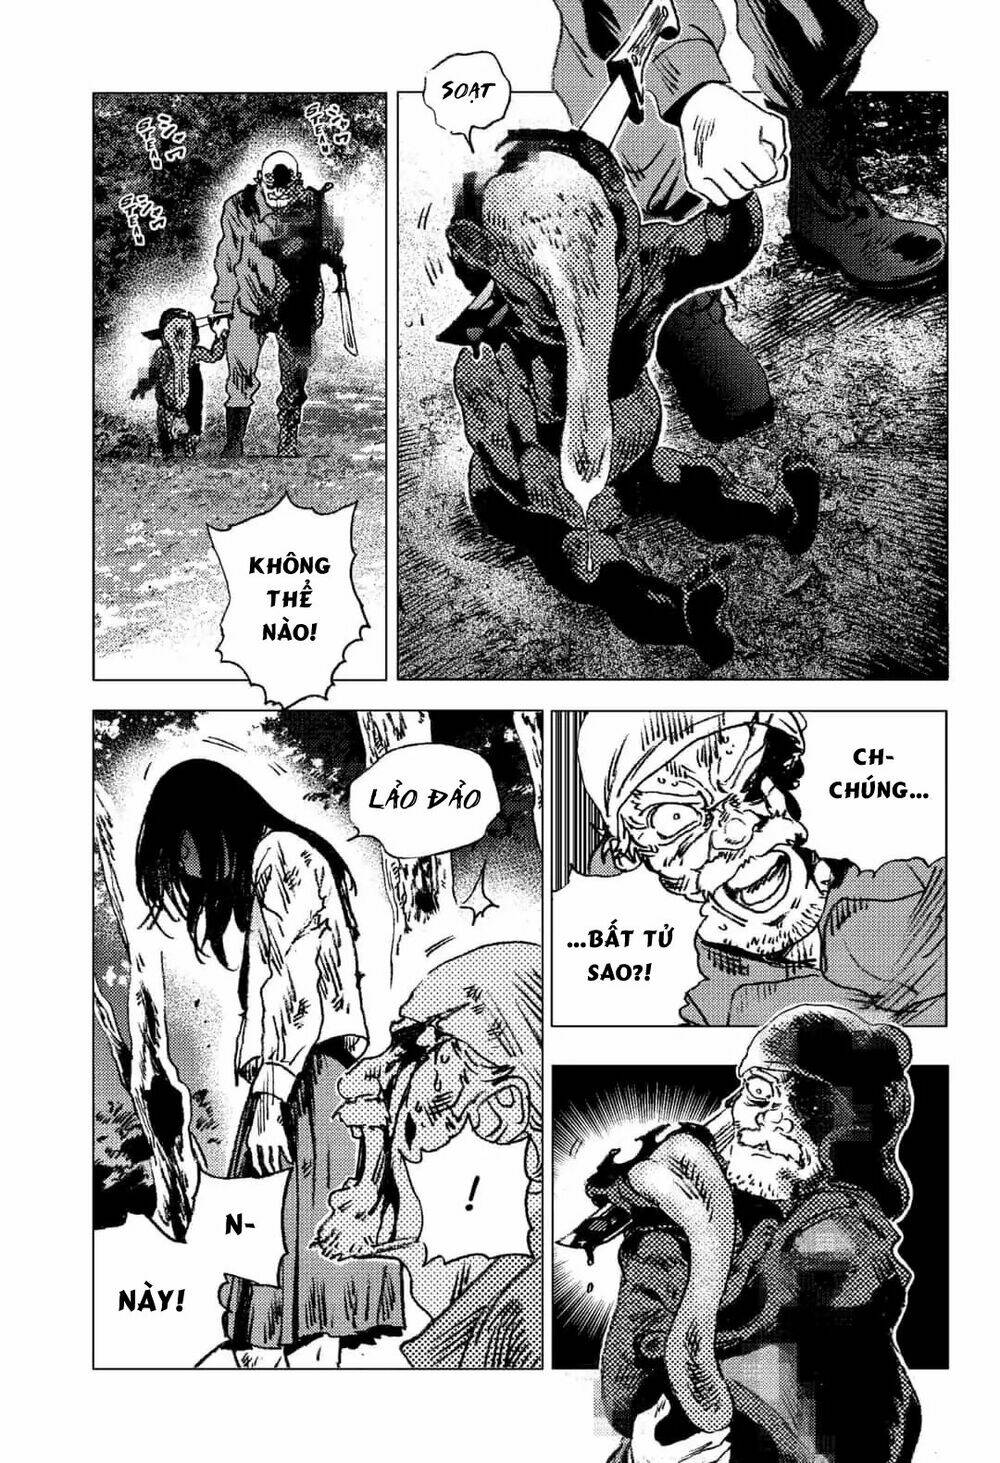 SOẠT
KHÔNG
THỂ
NÀO!
CH-
CHÚNG...
...BẤT TỬ
SAO?!
LẢO ĐẢO
!
N-
NÀY!